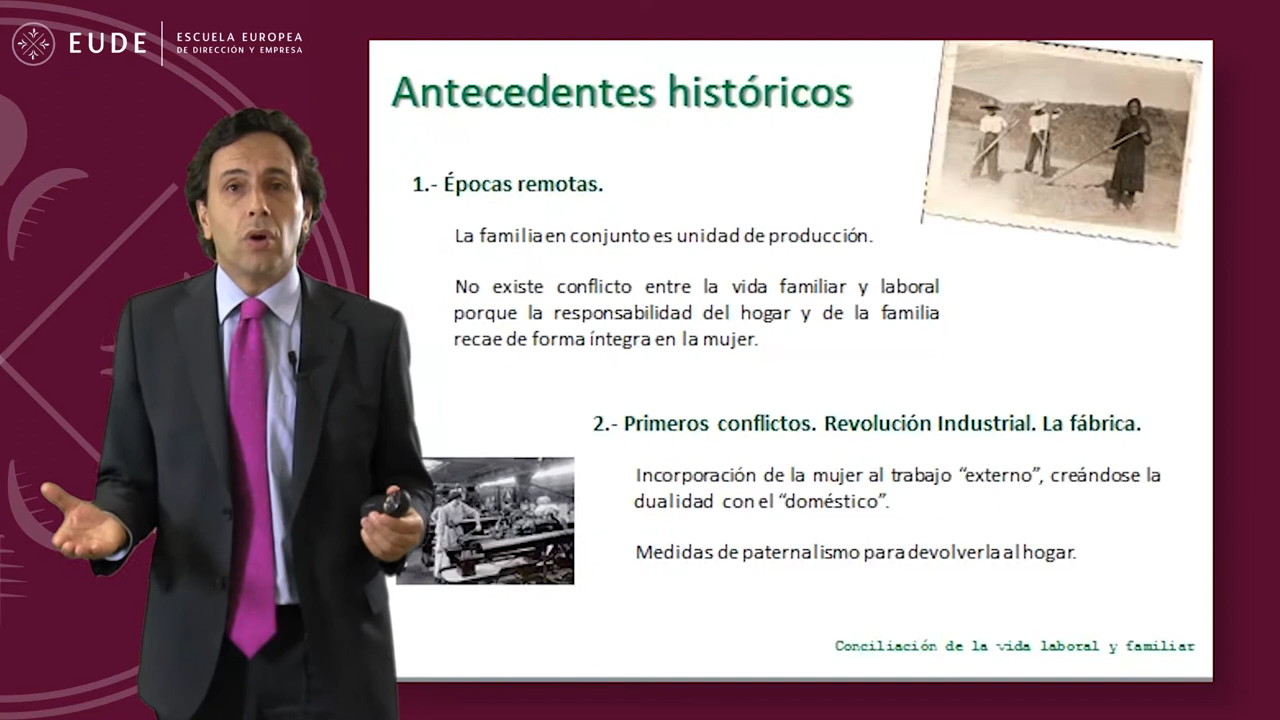 EUDE
ESCUELA EUROPEA
DE DIRECCIÓN Y EMPRESA
Antecedentes históricos
1.- Épocas remotas.
La familia en conjunto es unidad de producción.
No existe conflicto entre la vida familiar y laboral
porque la responsabilidad del hogar y de la familia
recae de forma íntegra en la mujer.
2.- Primeros conflictos. Revolución Industrial. La fábrica.
Incorporación de la mujer al trabajo “externo”, creándose la
dualidad con el “doméstico”.
Medidas de paternalismo para devolverla al hogar.
Conciliación de la vida laboral y familiar